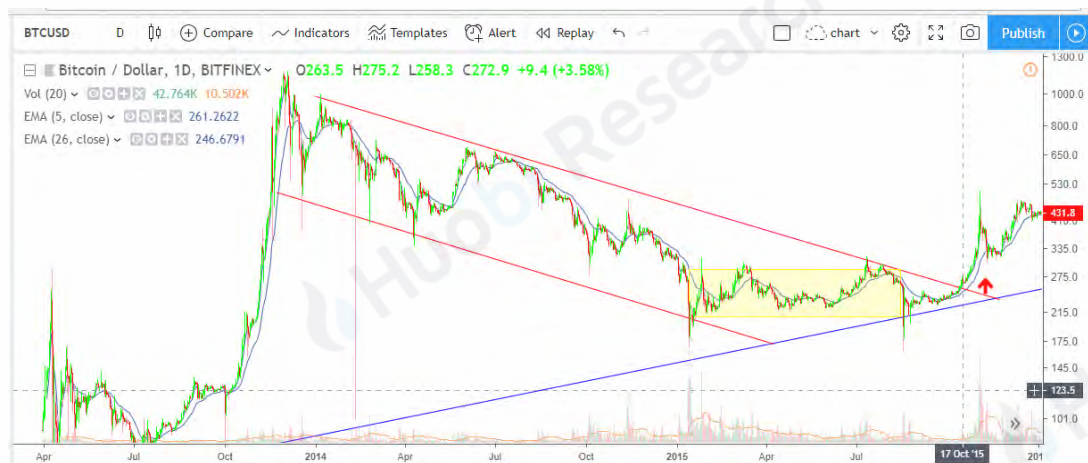 BTCUSD D Compare Indicators Templates Alert Replay chart Publish
Bitcoin / Dollar, 1D, BITFINEX O263.5 H275.2 L258.3 C272.9 +9.4 (+3.58%)
Vol (20) 42.764K 10.502K
EMA (5, close) 261.2622
EMA (26, close) 246.6791
1300.0
1000.0
800.0
650.0
530.0
431.8
335.0
275.0
215.0
175.0
145.0
123.5
101.0
Apr Jul Oct 2014 Apr Jul Oct 2015 Apr Jul 17 Oct '15 201
Huobi Research